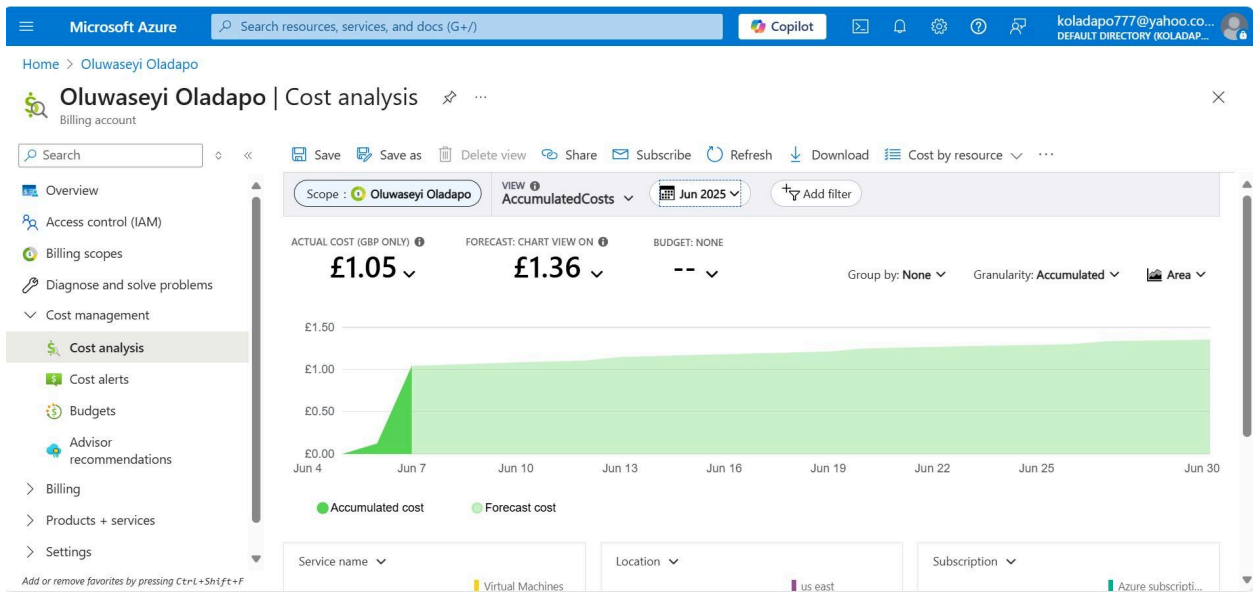 Microsoft Azure
Search resources, services, and docs (G+/)
Copilot
koladapo777@yahoo.co...
DEFAULT DIRECTORY (KOLADAP...
Home > Oluwaseyi Oladapo
Oluwaseyi Oladapo | Cost analysis ...
Billing account
Search
Save Save as Delete view Share Subscribe Refresh Download Cost by resource ...
Overview
Access control (IAM)
Billing scopes
Diagnose and solve problems
Cost management
Cost analysis
Cost alerts
Budgets
Advisor
recommendations
Billing
Products + services
Settings
Add or remove favorites by pressing Ctrl+Shift+F
Scope : Oluwaseyi Oladapo
VIEW
AccumulatedCosts
Jun 2025
Add filter
ACTUAL COST (GBP ONLY)
£1.05
FORECAST: CHART VIEW ON
£1.36
BUDGET: NONE
--
Group by: None
Granularity: Accumulated
Area
£1.50
£1.00
£0.50
£0.00
Jun 4 Jun 7 Jun 10 Jun 13 Jun 16 Jun 19 Jun 22 Jun 25 Jun 30
Accumulated cost Forecast cost
Service name
Virtual Machines
Location
us east
Subscription
Azure subscripti...